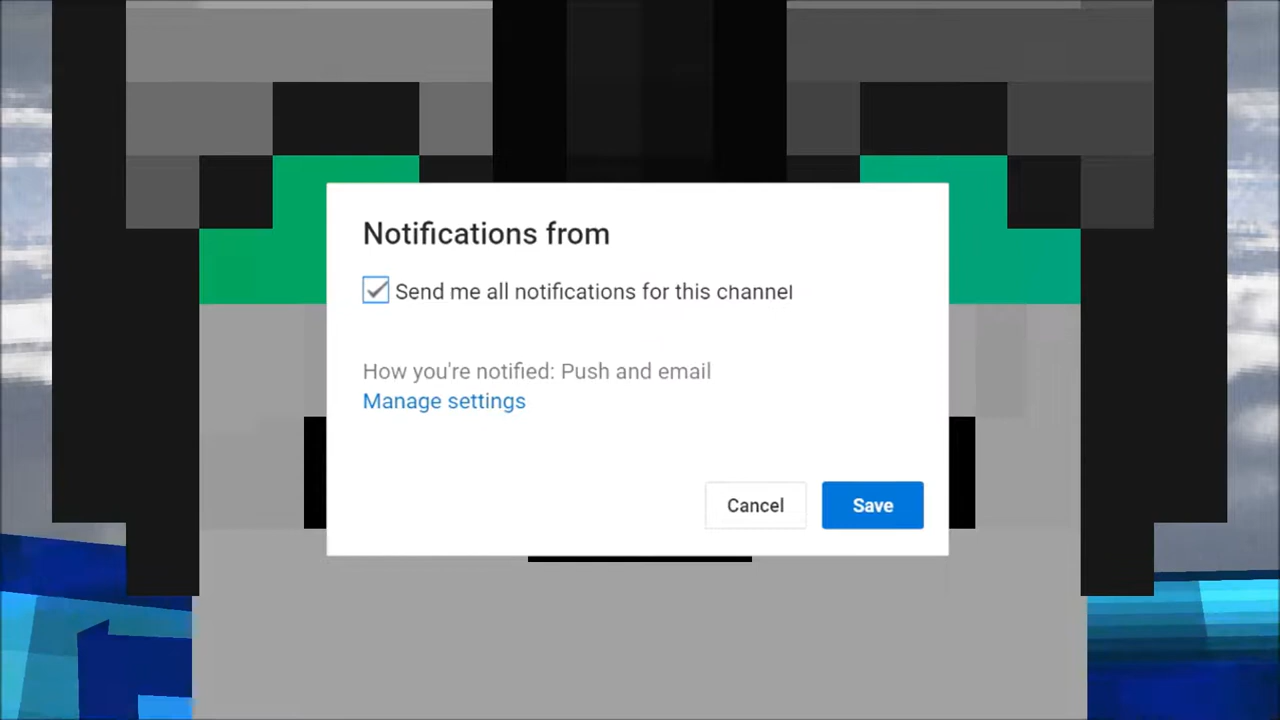 Notifications from
Send me all notifications for this channel
How you're notified: Push and email
Manage settings
Cancel
Save